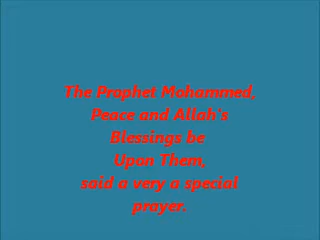 The Prophet Mohammed,
Peace and Allah's
Blessings be
Upon Them,
said a very a special
prayer.